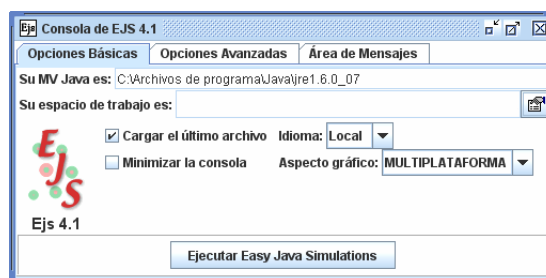 Ejs Consola de EJS 4.1
Opciones Básicas Opciones Avanzadas Área de Mensajes
Su MV Java es: C:\Archivos de programa\Java\jre1.6.0_07
Su espacio de trabajo es:
Cargar el último archivo Idioma: Local
Minimizar la consola Aspecto gráfico: MULTIPLATAFORMA
EJS
Ejs 4.1
Ejecutar Easy Java Simulations